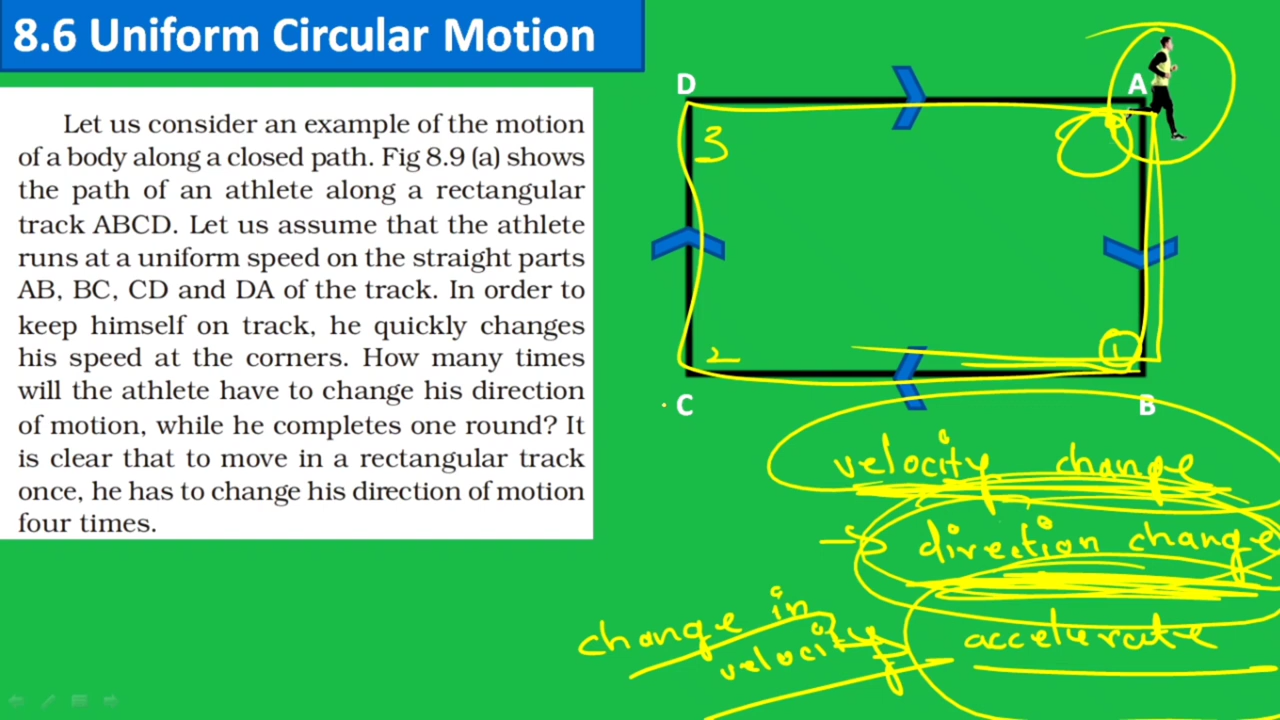 8.6 Uniform Circular Motion
Let us consider an example of the motion
of a body along a closed path. Fig 8.9 (a) shows
the path of an athlete along a rectangular
track ABCD. Let us assume that the athlete
runs at a uniform speed on the straight parts
AB, BC, CD and DA of the track. In order to
keep himself on track, he quickly changes
his speed at the corners. How many times
will the athlete have to change his direction
of motion, while he completes one round? It
is clear that to move in a rectangular track
once, he has to change his direction of motion
four times.
D A
3
2 1
C B
velocity change
direction change
change in
velocity
accelerate